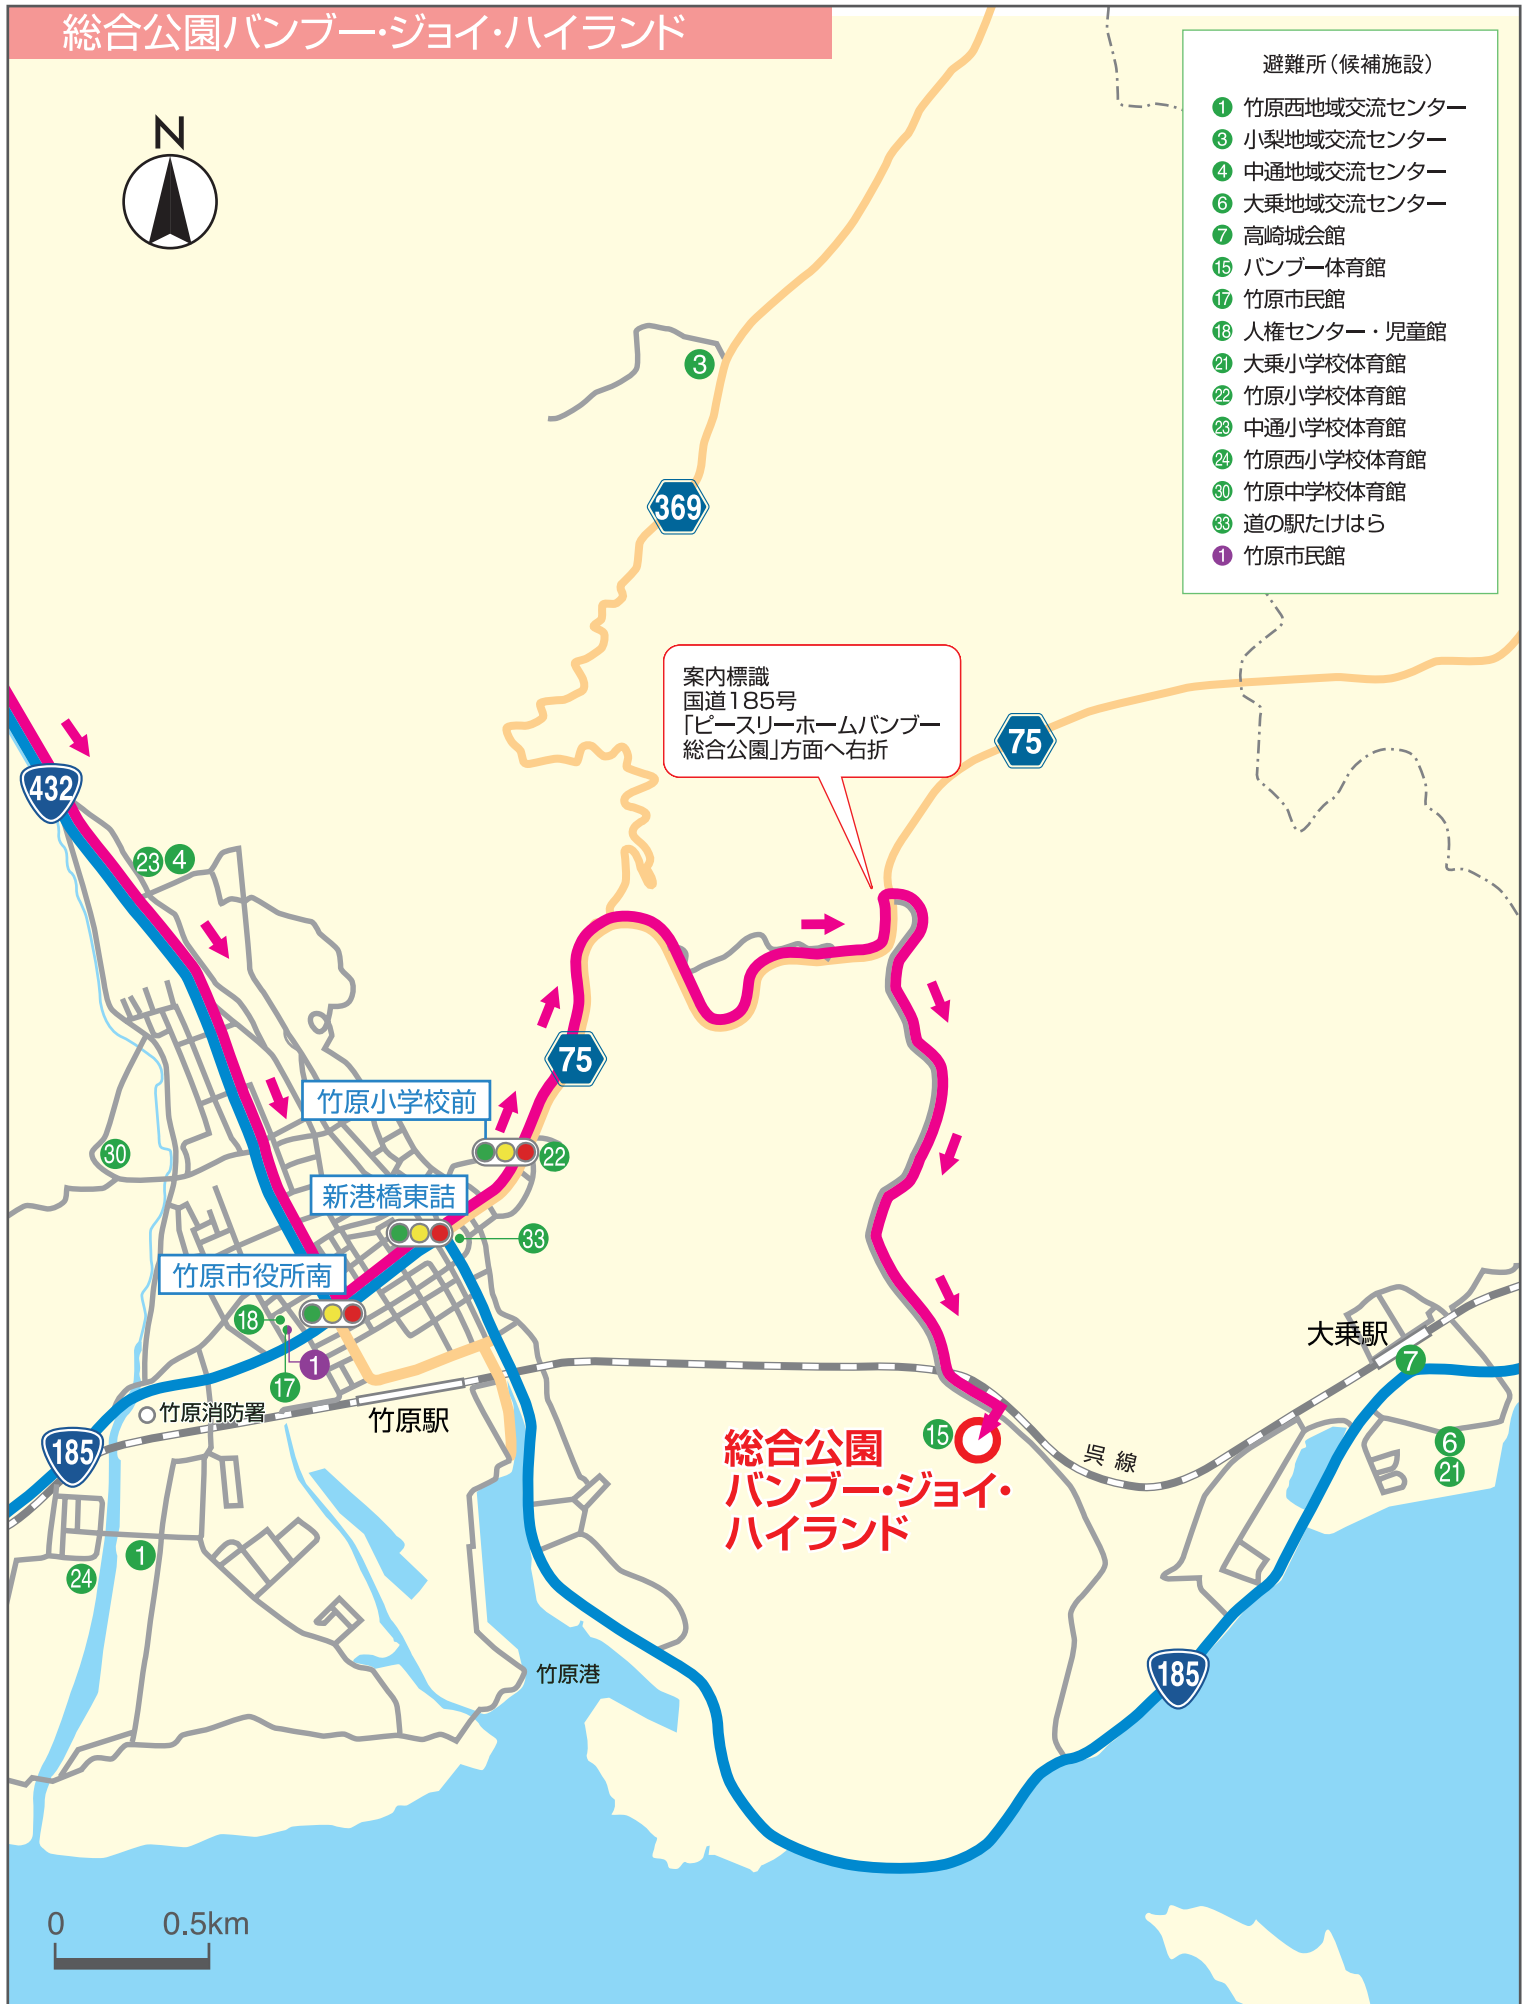 総合公園バンブー・ジョイ・ハイランド
N
避難所（候補施設）
1 竹原西地域交流センター
3 小梨地域交流センター
4 中通地域交流センター
6 大乗地域交流センター
7 高崎城会館
15 バンブー体育館
17 竹原市民館
18 人権センター・児童館
21 大乗小学校体育館
22 竹原小学校体育館
23 中通小学校体育館
24 竹原西小学校体育館
30 竹原中学校体育館
33 道の駅たけはら
1 竹原市民館
3
369
案内標識
国道185号
「ピースリーホームバンブー
総合公園」方面へ右折
75
432
23 4
75
竹原小学校前
30
22
新港橋東詰
33
竹原市役所南
18
1
17
大乗駅
7
竹原消防署
竹原駅
185
15
総合公園
バンブー・ジョイ・
ハイランド
呉線
6
21
1
24
竹原港
185
0 0.5km